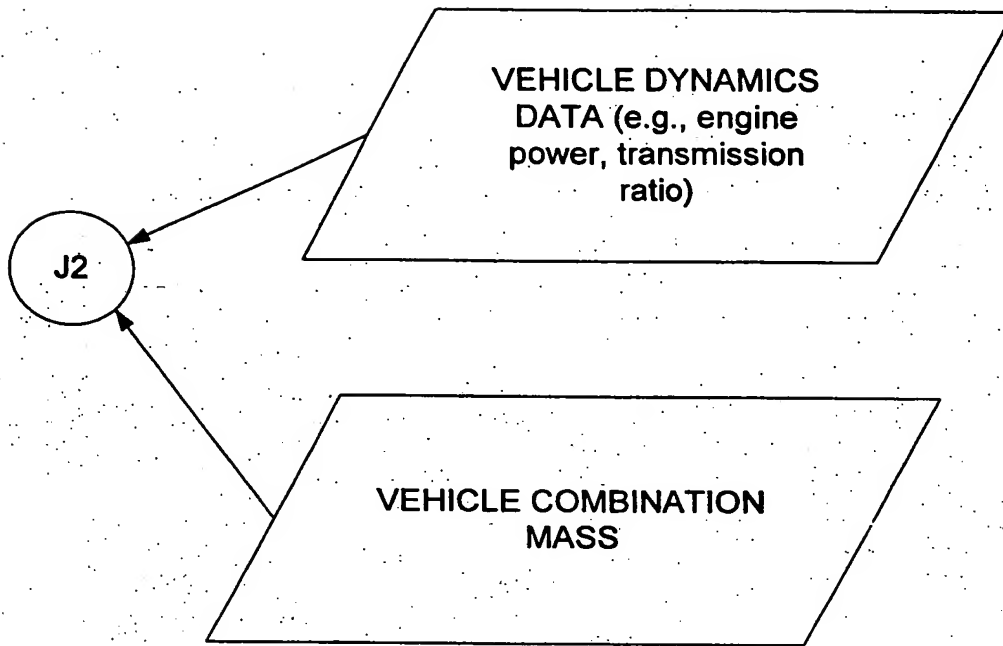 VEHICLE DYNAMICS
DATA (e.g., engine
power, transmission
ratio)
J2
VEHICLE COMBINATION
MASS